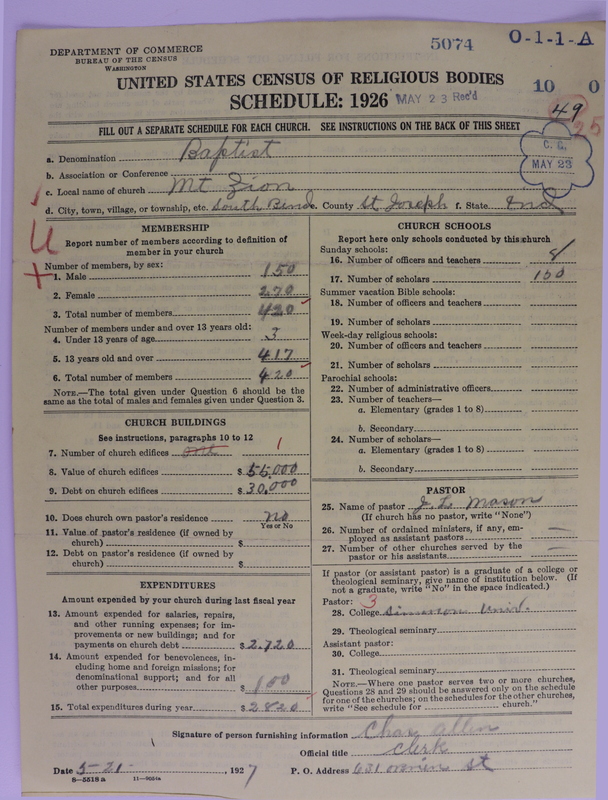 DEPARTMENT OF COMMERCE
BUREAU OF THE CENSUS
WASHINGTON
5074
O-1-1-A
UNITED STATES CENSUS OF RELIGIOUS BODIES
10 0
SCHEDULE: 1926 MAY 23 Rec'd
49
25
FILL OUT A SEPARATE SCHEDULE FOR EACH CHURCH. SEE INSTRUCTIONS ON THE BACK OF THIS SHEET
C. G.
MAY 23
a. Denomination Baptist
b. Association or Conference
c. Local name of church Mt Zion
d. City, town, village, or township, etc. South Bend e. County St Joseph f. State Ind
MEMBERSHIP
Report number of members according to definition of
member in your church
Number of members, by sex:
1. Male 150
2. Female 270
3. Total number of members 420
Number of members under and over 13 years old:
4. Under 13 years of age 3
5. 13 years old and over 417
6. Total number of members 420
NOTE.—The total given under Question 6 should be
the same as the total of males and females given under Question 3.
CHURCH BUILDINGS
See instructions, paragraphs 10 to 12
7. Number of church edifices one 1
8. Value of church edifices $ 55,000
9. Debt on church edifices $ 30,000
10. Does church own pastor's residence no
Yes or No
11. Value of pastor's residence (if owned by
church) $
12. Debt on pastor's residence (if owned by
church) $
EXPENDITURES
Amount expended by your church during last fiscal year
13. Amount expended for salaries, repairs,
and other running expenses; for im-
provements or new buildings; and for
payments on church debt $ 2,720
14. Amount expended for benevolences, in-
cluding home and foreign missions; for
denominational support; and for all
other purposes $ 100
15. Total expenditures during year $ 2820
CHURCH SCHOOLS
Report here only schools conducted by this church
Sunday schools:
16. Number of officers and teachers 8
17. Number of scholars 100
Summer vacation Bible schools:
18. Number of officers and teachers
19. Number of scholars
Week-day religious schools:
20. Number of officers and teachers
21. Number of scholars
Parochial schools:
22. Number of administrative officers
23. Number of teachers—
a. Elementary (grades 1 to 8)
b. Secondary
24. Number of scholars—
a. Elementary (grades 1 to 8)
b. Secondary
PASTOR
25. Name of pastor J. L. Mason
(If church has no pastor, write "None")
26. Number of ordained ministers, if any, em-
ployed as assistant pastors —
27. Number of other churches served by the
pastor or his assistants —
If pastor (or assistant pastor) is a graduate of a college or
theological seminary, give name of institution below. (If
not a graduate, write "No" in the space indicated.)
Pastor: 3
28. College Simmons Univ.
29. Theological seminary
Assistant pastor:
30. College
31. Theological seminary
NOTE.—Where one pastor serves two or more churches,
Questions 28 and 29 should be answered only on the schedule
for one of the churches; on the schedules for the other churches,
write "See schedule for church."
Signature of person furnishing information Chas Allen
Official title Clerk
Date 5-21-, 1927 P. O. Address 631 st
8—5518 a 11—9051a